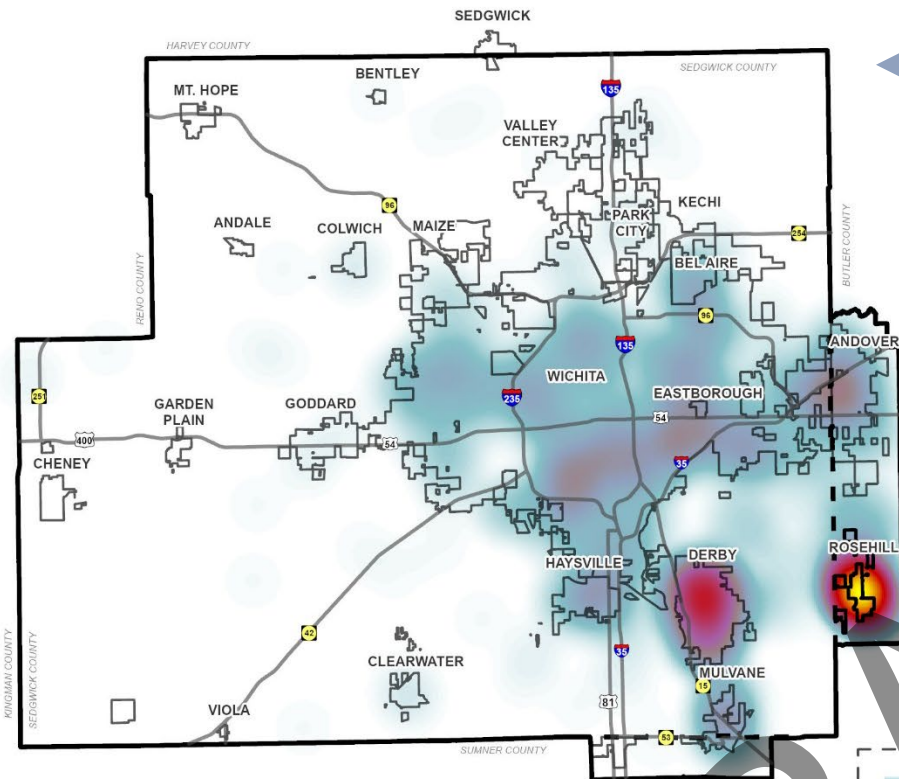 SEDGWICK
HARVEY COUNTY
SEDGWICK COUNTY
BENTLEY
MT. HOPE
135
VALLEY
CENTER
96
KECHI
ANDALE
COLWICH
MAIZE
PARK
CITY
254
BEL AIRE
BUTLER COUNTY
RENO COUNTY
96
ANDOVER
135
WICHITA
251
235
EASTBOROUGH
GARDEN
PLAIN
GODDARD
54
400
54
CHENEY
35
HAYSVILLE
DERBY
ROSEHILL
42
KINGMAN COUNTY
SEDGWICK COUNTY
35
CLEARWATER
MULVANE
15
81
VIOLA
53
SUMNER COUNTY